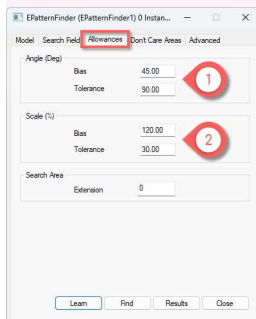 EPatternFinder (EPatternFinder1) 0 Instan...
Model Search Field Allowances Don't Care Areas Advanced
Angle (Deg)
Bias 45.00
1
Tolerance 90.00
Scale (%)
Bias 120.00
2
Tolerance 30.00
Search Area
Extension 0
Learn Find Results Close